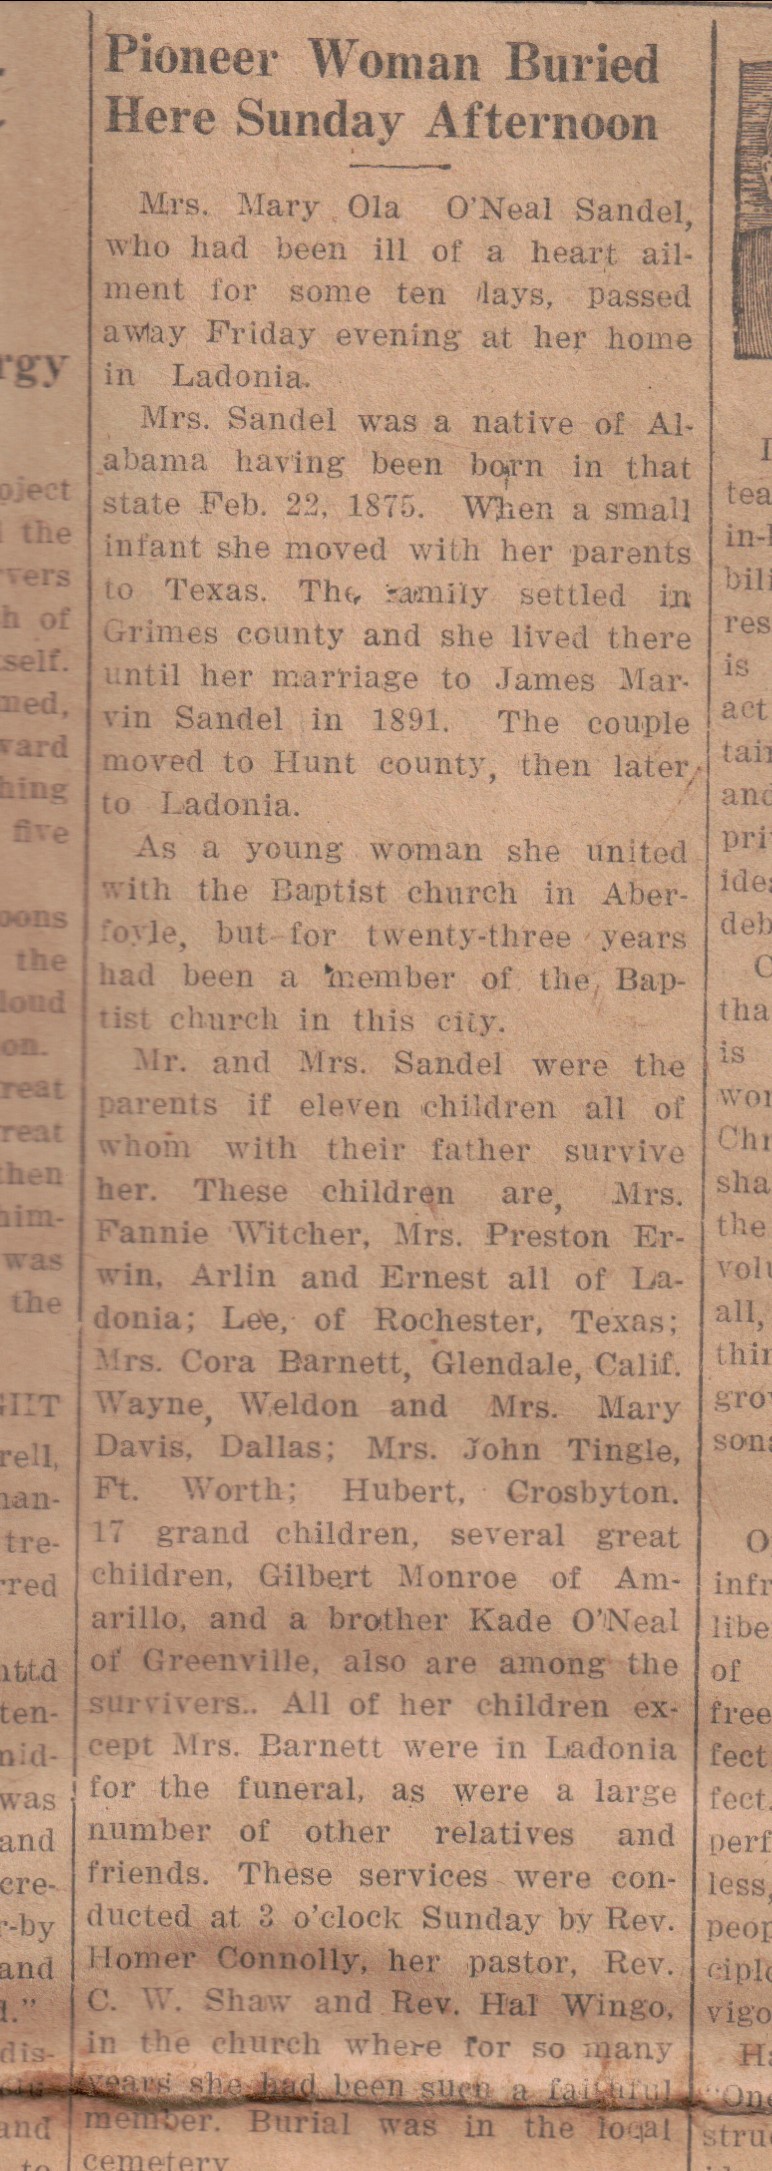 Pioneer Woman Buried
Here Sunday Afternoon
Mrs. Mary Ola O'Neal Sandel,
who had been ill of a heart ail-
ment for some ten days, passed
away Friday evening at her home
in Ladonia.
Mrs. Sandel was a native of Al-
abama having been born in that
state Feb. 22, 1875. When a small
infant she moved with her parents
to Texas. The family settled in
Grimes county and she lived there
until her marriage to James Mar-
vin Sandel in 1891. The couple
moved to Hunt county, then later
to Ladonia.
As a young woman she united
with the Baptist church in Aber-
foyle, but for twenty-three years
had been a member of the Bap-
tist church in this city.
Mr. and Mrs. Sandel were the
parents if eleven children all of
whom with their father survive
her. These children are, Mrs.
Fannie Witcher, Mrs. Preston Er-
win, Arlin and Ernest all of La-
donia; Lee, of Rochester, Texas;
Mrs. Cora Barnett, Glendale, Calif.
Wayne, Weldon and Mrs. Mary
Davis, Dallas; Mrs. John Tingle,
Ft. Worth; Hubert, Crosbyton.
17 grand children, several great
children, Gilbert Monroe of Am-
arillo, and a brother Kade O'Neal
of Greenville, also are among the
survivers.. All of her children ex-
cept Mrs. Barnett were in Ladonia
for the funeral, as were a large
number of other relatives and
friends. These services were con-
ducted at 3 o'clock Sunday by Rev.
Homer Connolly, her pastor, Rev.
C. W. Shaw and Rev. Hal Wingo,
in the church where for so many
years she had been such a faithful
member. Burial was in the local
cemetery